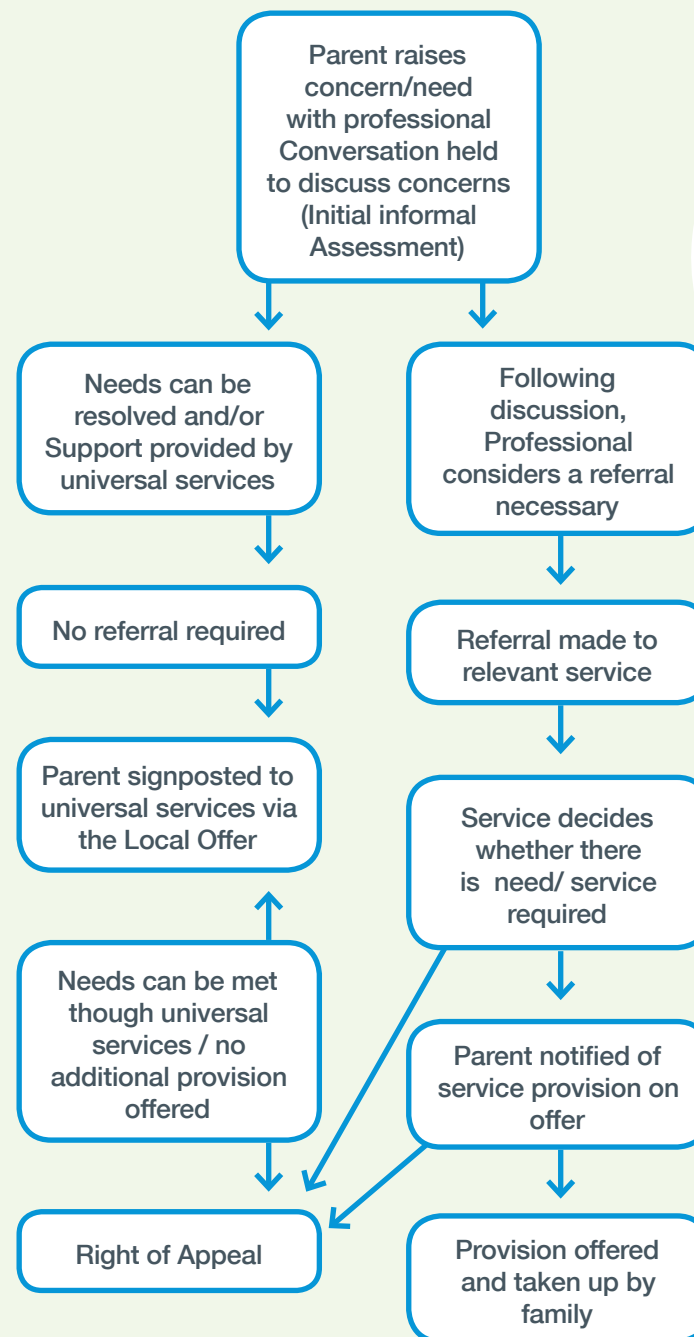 Parent raises
concern/need
with professional
Conversation held
to discuss concerns
(Initial informal
Assessment)
Needs can be
resolved and/or
Support provided by
universal services
No referral required
Parent signposted to
universal services via
the Local Offer
Needs can be met
though universal
services / no
additional provision
offered
Right of Appeal
Following
discussion,
Professional
considers a referral
necessary
Referral made to
relevant service
Service decides
whether there
is need/ service
required
Parent notified of
service provision on
offer
Provision offered
and taken up by
family